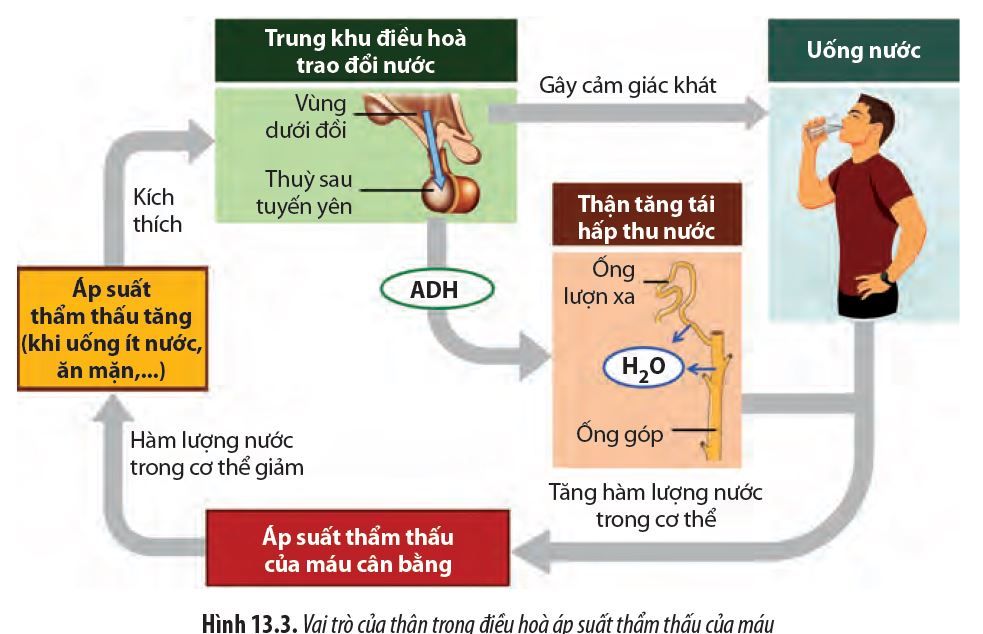 Trung khu điều hoà
trao đổi nước
Uống nước
Gây cảm giác khát
Vùng
dưới đồi
Thuỳ sau
tuyến yên
Kích
thích
Thận tăng tái
hấp thu nước
Ống
lượn xa
ADH
Áp suất
thẩm thấu tăng
(khi uống ít nước,
ăn mặn,...)
H₂O
Ống góp
Hàm lượng nước
trong cơ thể giảm
Tăng hàm lượng nước
trong cơ thể
Áp suất thẩm thấu
của máu cân bằng
Hình 13.3. Vai trò của thận trong điều hoà áp suất thẩm thấu của máu